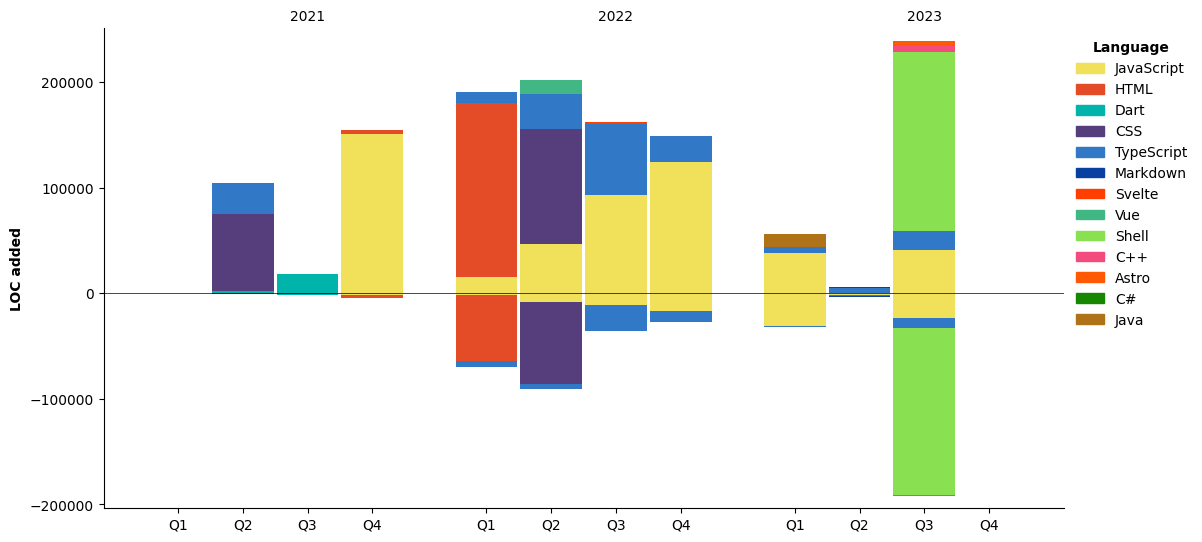 2021 2022 2023
LOC added
200000
100000
0
−100000
−200000
Q1 Q2 Q3 Q4 Q1 Q2 Q3 Q4 Q1 Q2 Q3 Q4
Language
JavaScript
HTML
Dart
CSS
TypeScript
Markdown
Svelte
Vue
Shell
C++
Astro
C#
Java